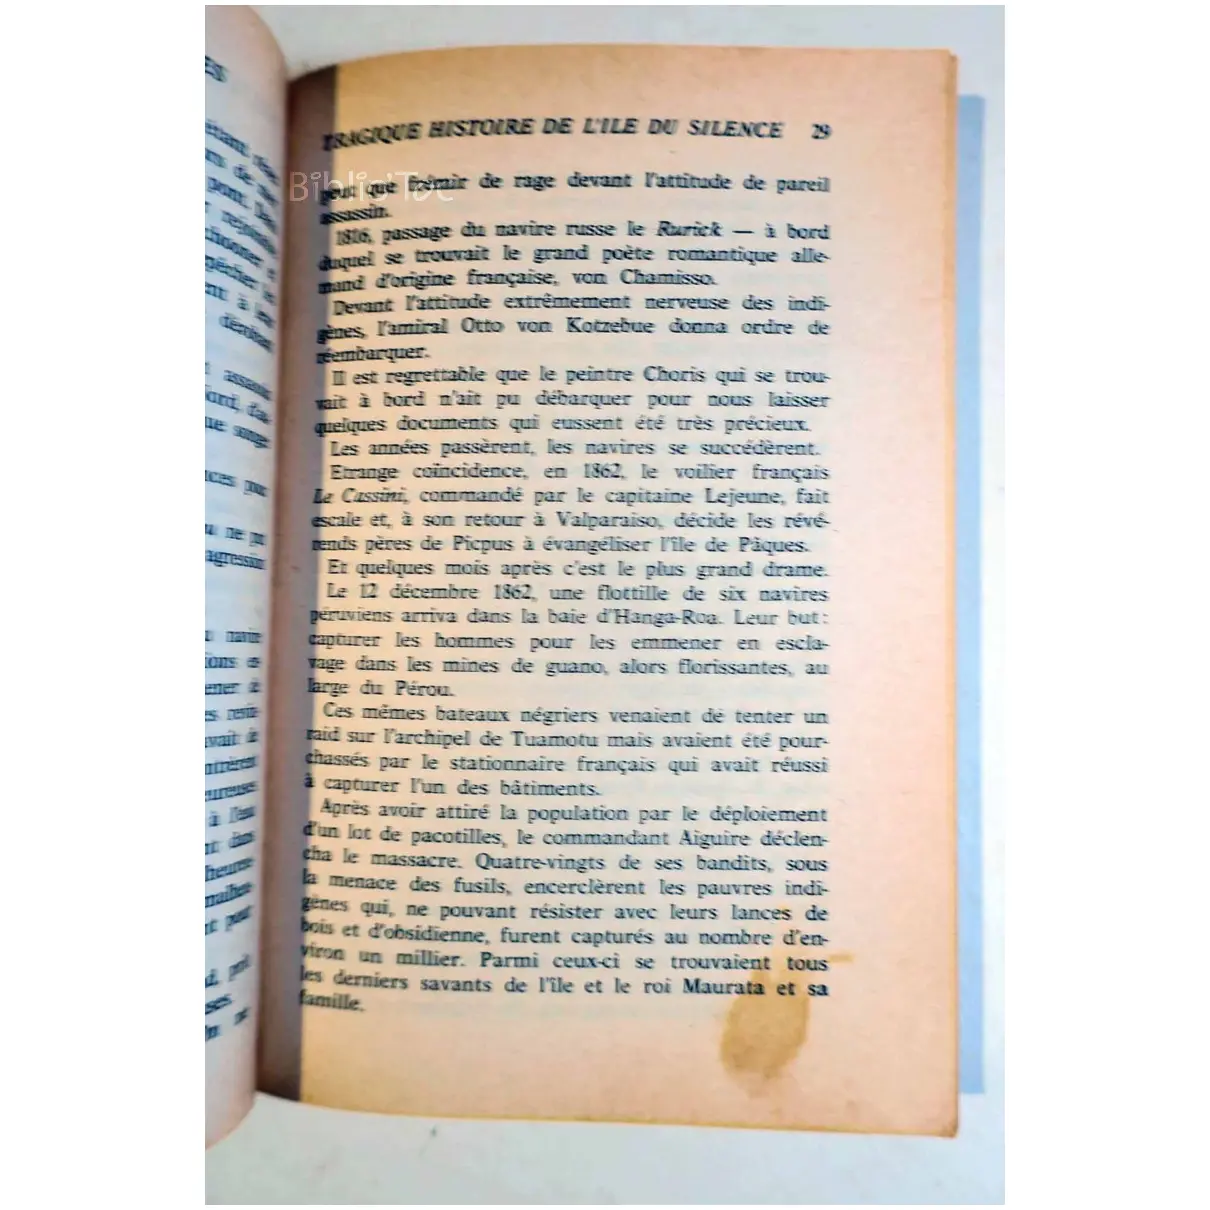 TRAGIQUE HISTOIRE DE L'ILE DU SILENCE 29
peut que frémir de rage devant l'attitude de pareil
assassin.
1816, passage du navire russe le Rurick — à bord
duquel se trouvait le grand poète romantique alle-
mand d'origine française, von Chamisso.
Devant l'attitude extrêmement nerveuse des indi-
gènes, l'amiral Otto von Kotzebue donna ordre de
réembarquer.
Il est regrettable que le peintre Choris qui se trou-
vait à bord n'ait pu débarquer pour nous laisser
quelques documents qui eussent été très précieux.
Les années passèrent, les navires se succédèrent.
Etrange coïncidence, en 1862, le voilier français
Le Cassini, commandé par le capitaine Lejeune, fait
escale et, à son retour à Valparaiso, décide les révé-
rends pères de Picpus à évangéliser l'île de Pâques.
Et quelques mois après c'est le plus grand drame.
Le 12 décembre 1862, une flottille de six navires
péruviens arriva dans la baie d'Hanga-Roa. Leur but :
capturer les hommes pour les emmener en escla-
vage dans les mines de guano, alors florissantes, au
large du Pérou.
Ces mêmes bateaux négriers venaient de tenter un
raid sur l'archipel de Tuamotu mais avaient été pour-
chassés par le stationnaire français qui avait réussi
à capturer l'un des bâtiments.
Après avoir attiré la population par le déploiement
d'un lot de pacotilles, le commandant Aiguire déclen-
cha le massacre. Quatre-vingts de ses bandits, sous
la menace des fusils, encerclèrent les pauvres indi-
gènes qui, ne pouvant résister avec leurs lances de
bois et d'obsidienne, furent capturés au nombre d'en-
viron un millier. Parmi ceux-ci se trouvaient tous
les derniers savants de l'île et le roi Maurata et sa
famille.
Biblio'Toc